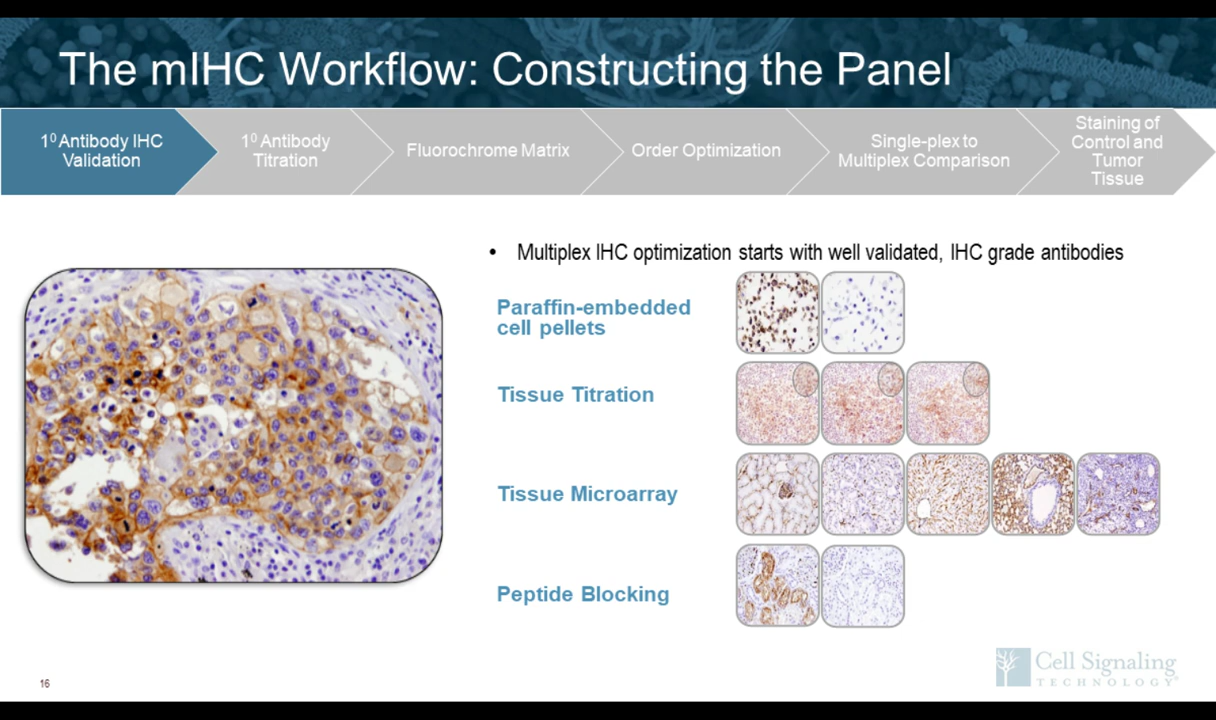 The mIHC Workflow: Constructing the Panel
1⁰ Antibody IHC
Validation
1⁰ Antibody
Titration
Fluorochrome Matrix
Order Optimization
Single-plex to
Multiplex Comparison
Staining of
Control and
Tumor
Tissue
• Multiplex IHC optimization starts with well validated, IHC grade antibodies
Paraffin-embedded
cell pellets
Tissue Titration
Tissue Microarray
Peptide Blocking
16
Cell Signaling
TECHNOLOGY®